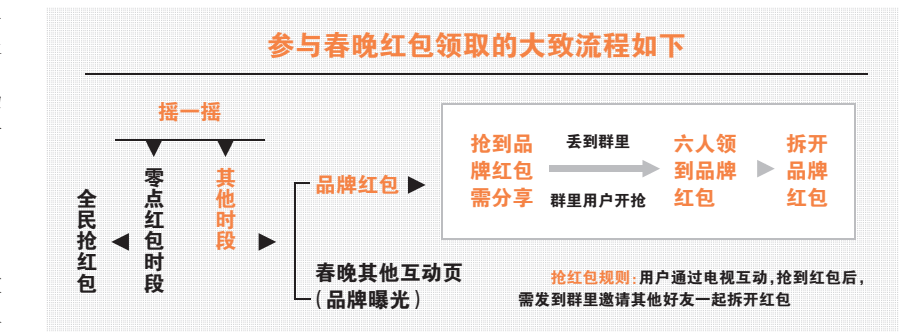 参与春晚红包领取的大致流程如下
摇一摇
全民抢红包
零点红包时段
其他时段
品牌红包
春晚其他互动页
(品牌曝光)
抢到品
牌红包
需分享
丢到群里
群里用户开抢
六人领
到品牌
红包
拆开
品牌
红包
抢红包规则:用户通过电视互动,抢到红包后,
需发到群里邀请其他好友一起拆开红包